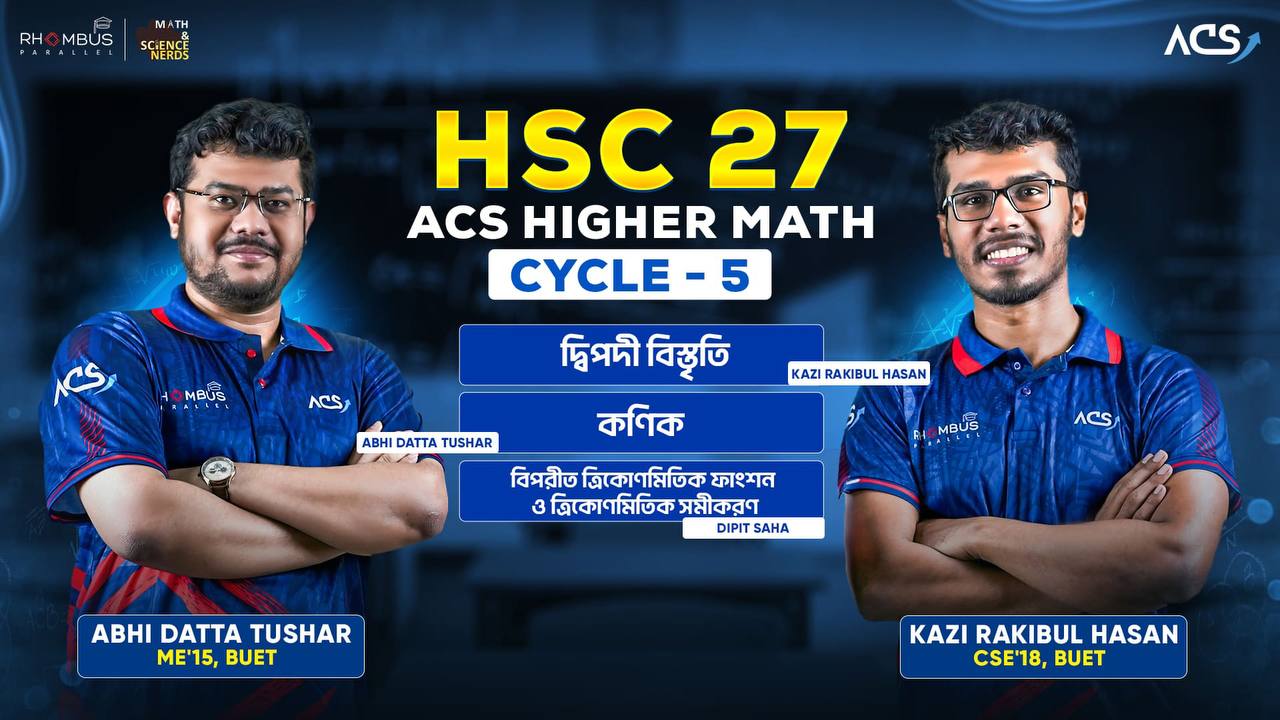 RHOMBUS
PARALLEL
MATH
&
SCIENCE
NERDS
ACS
HSC 27
ACS HIGHER MATH
CYCLE - 5
দ্বিপদী বিস্তৃতি
KAZI RAKIBUL HASAN
কণিক
ABHI DATTA TUSHAR
বিপরীত ত্রিকোণমিতিক ফাংশন
ও ত্রিকোণমিতিক সমীকরণ
DIPIT SAHA
ACS
RHOMBUS
PARALLEL
ACS
RHOMBUS
PARALLEL
ACS
ABHI DATTA TUSHAR
ME'15, BUET
KAZI RAKIBUL HASAN
CSE'18, BUET